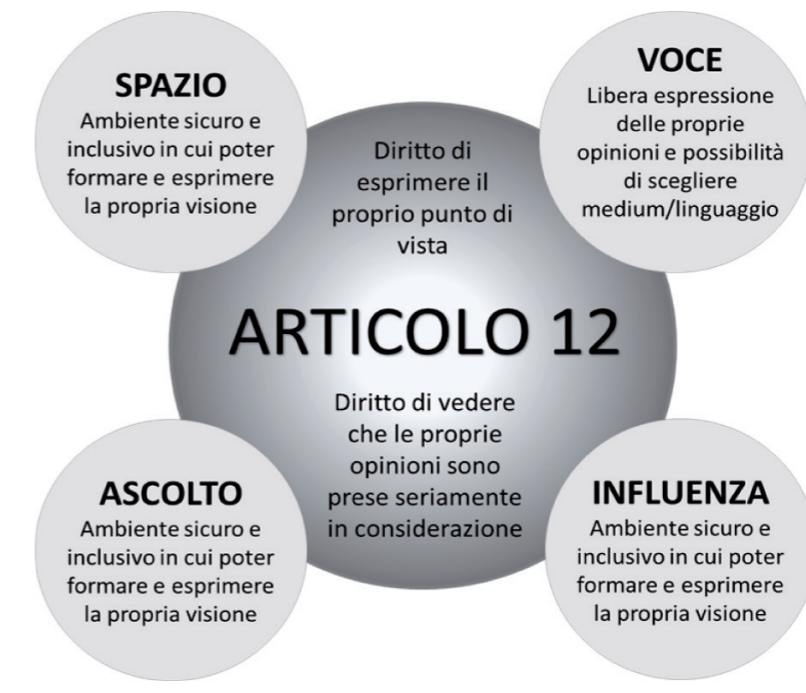 SPAZIO
Ambiente sicuro e
inclusivo in cui poter
formare e esprimere
la propria visione
VOCE
Libera espressione
delle proprie
opinioni e possibilità
di scegliere
medium/linguaggio
Diritto di
esprimere il
proprio punto di
vista
ARTICOLO 12
Diritto di vedere
che le proprie
opinioni sono
prese seriamente
in considerazione
ASCOLTO
Ambiente sicuro e
inclusivo in cui poter
formare e esprimere
la propria visione
INFLUENZA
Ambiente sicuro e
inclusivo in cui poter
formare e esprimere
la propria visione